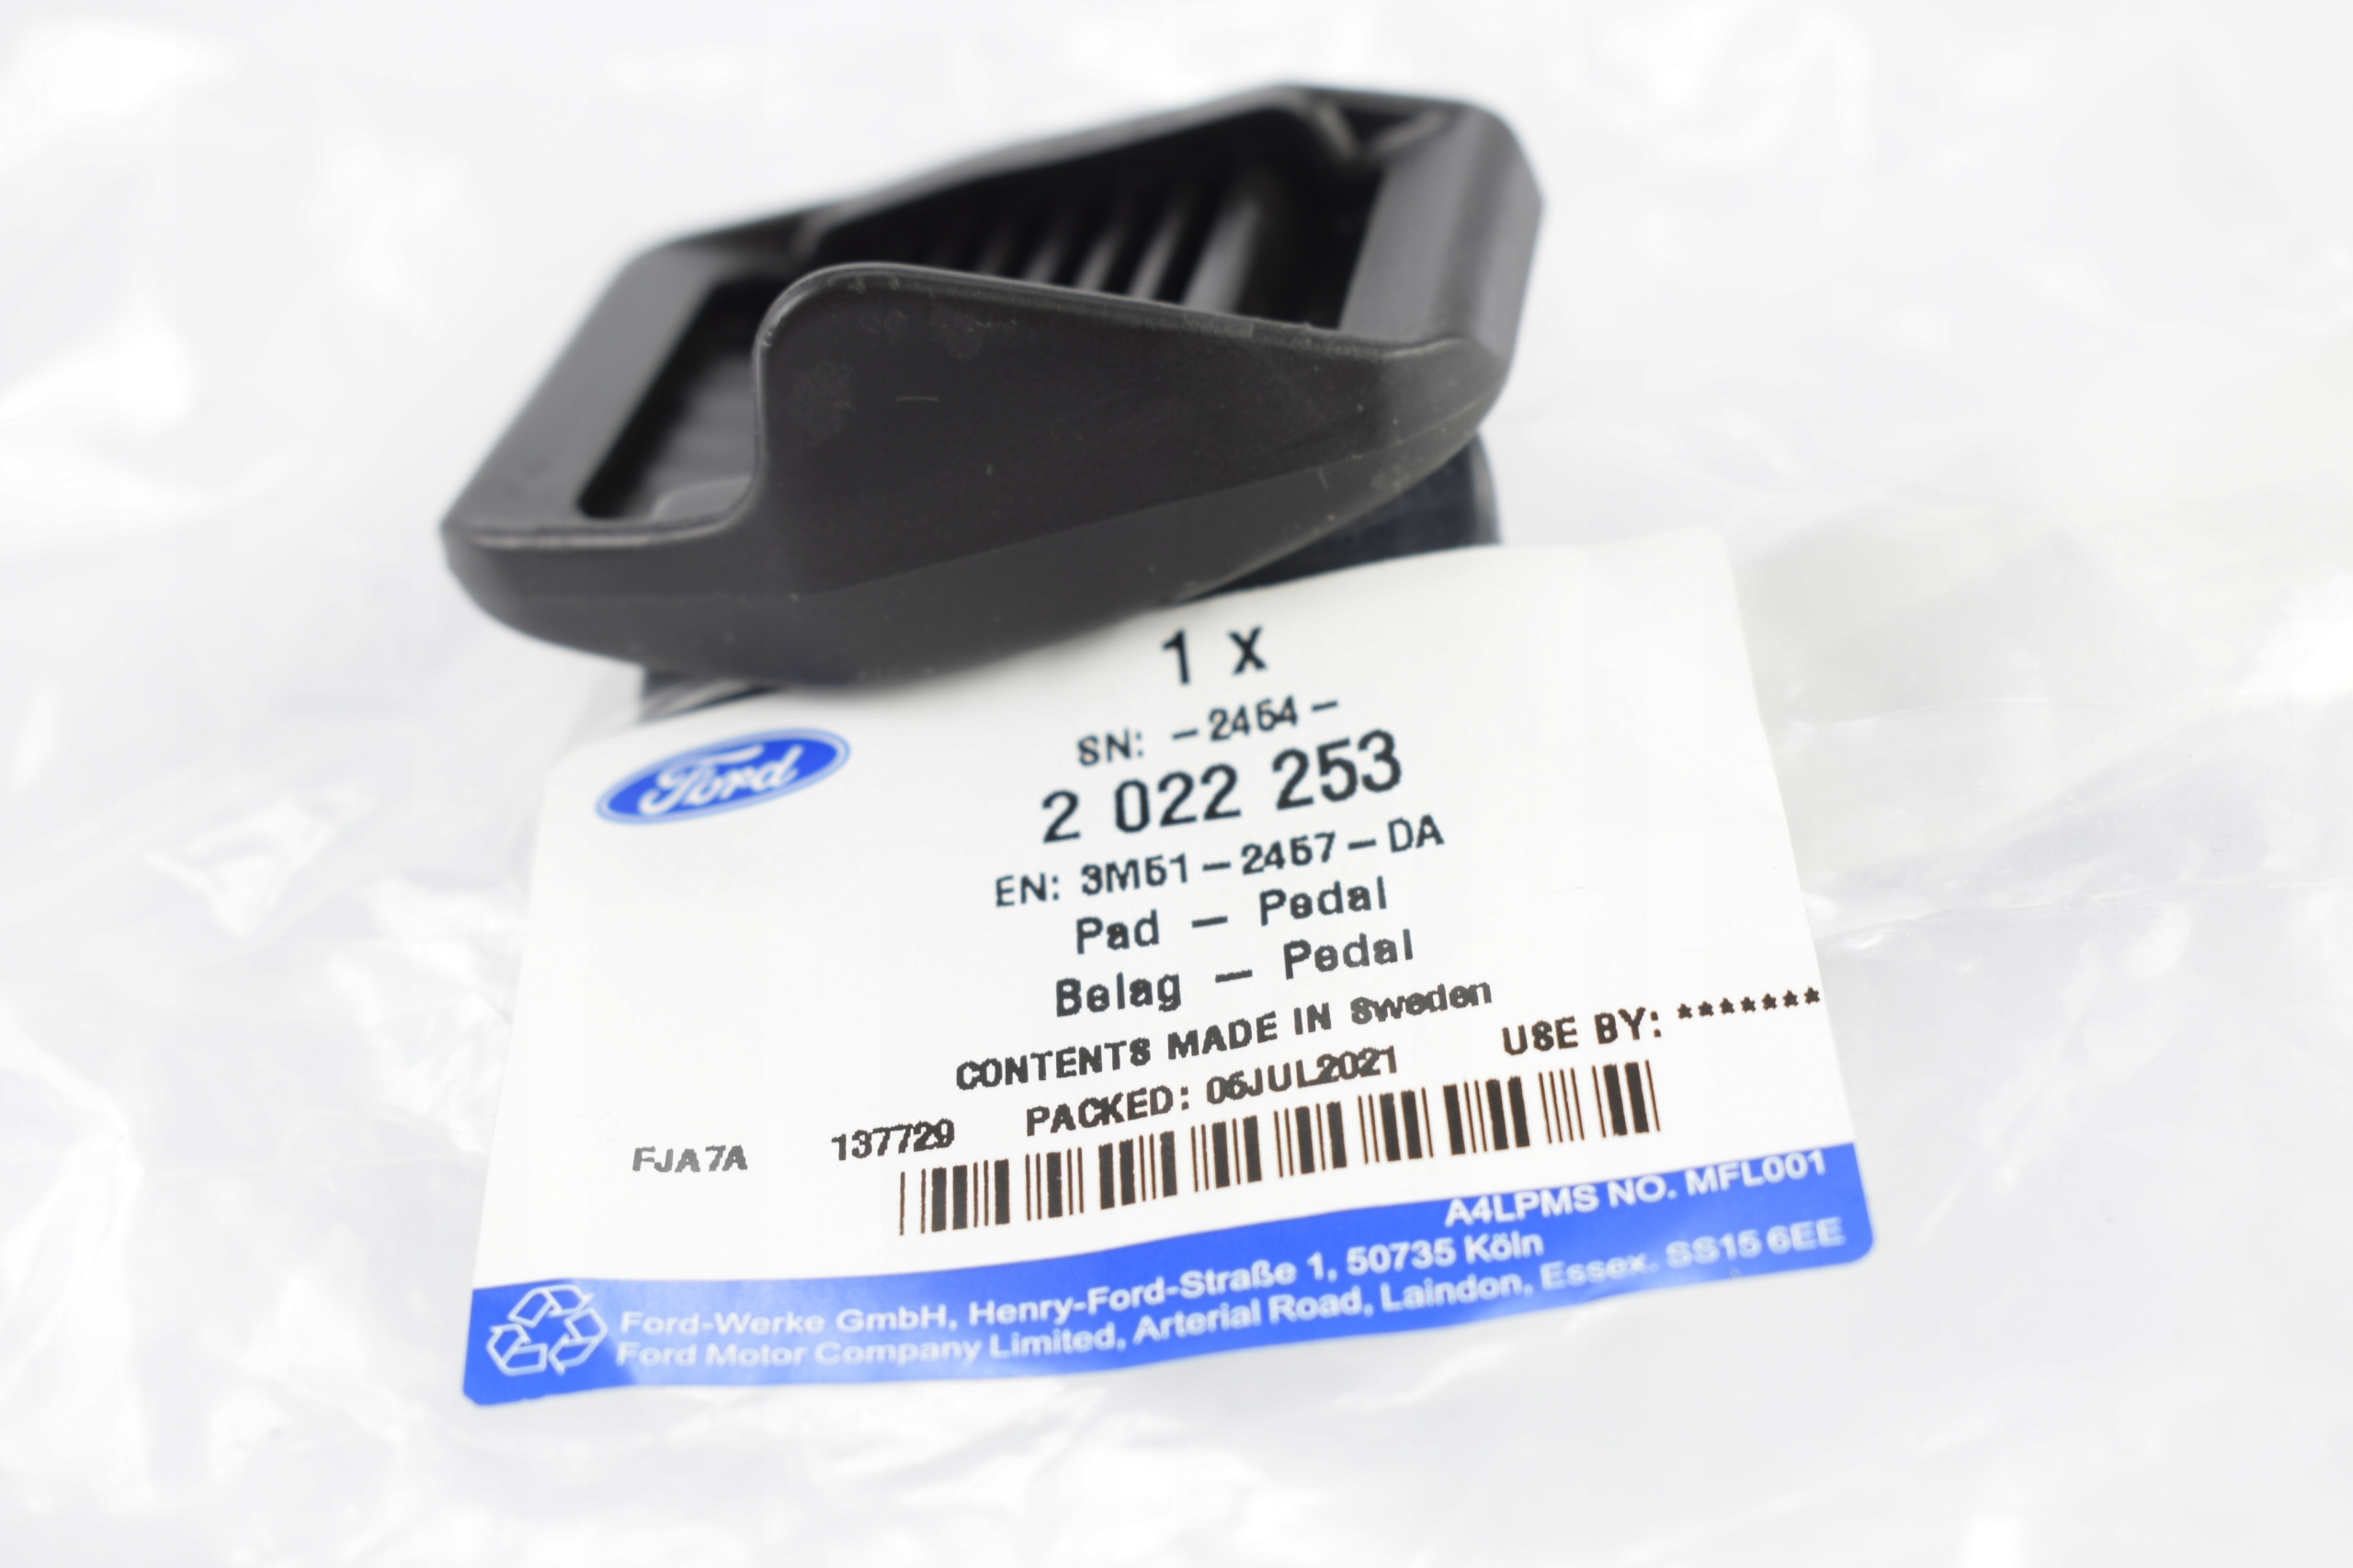 1 X
SN: -2454-
Ford
2 022 253
EN: 3M51-2457-DA
Pad - Pedal
Belag - Pedal
CONTENTS MADE IN Sweden
USE BY: *******
FJA7A 137729 PACKED: 05JUL2021
A4LPMS NO. MFL001
Ford-Werke GmbH, Henry-Ford-Straße 1, 50735 Köln
Ford Motor Company Limited, Arterial Road, Laindon, Essex. SS15 6EE